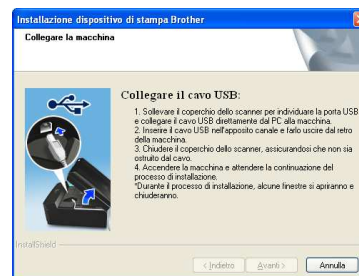 Installazione dispositivo di stampa Brother
Collegare la macchina
Collegare il cavo USB:
1. Sollevare il coperchio dello scanner per individuare la porta USB
e collegare il cavo USB direttamente dal PC alla macchina.
2. Inserire il cavo USB nell'apposito canale e farlo uscire dal retro
della macchina.
3. Chiudere il coperchio dello scanner, assicurandosi che non sia
ostruito dal cavo.
4. Accendere la macchina e attendere la continuazione del
processo di installazione.
*Durante il processo di installazione, alcune finestre si apriranno e
chiuderanno.
InstallShield
< Indietro Avanti > Annulla